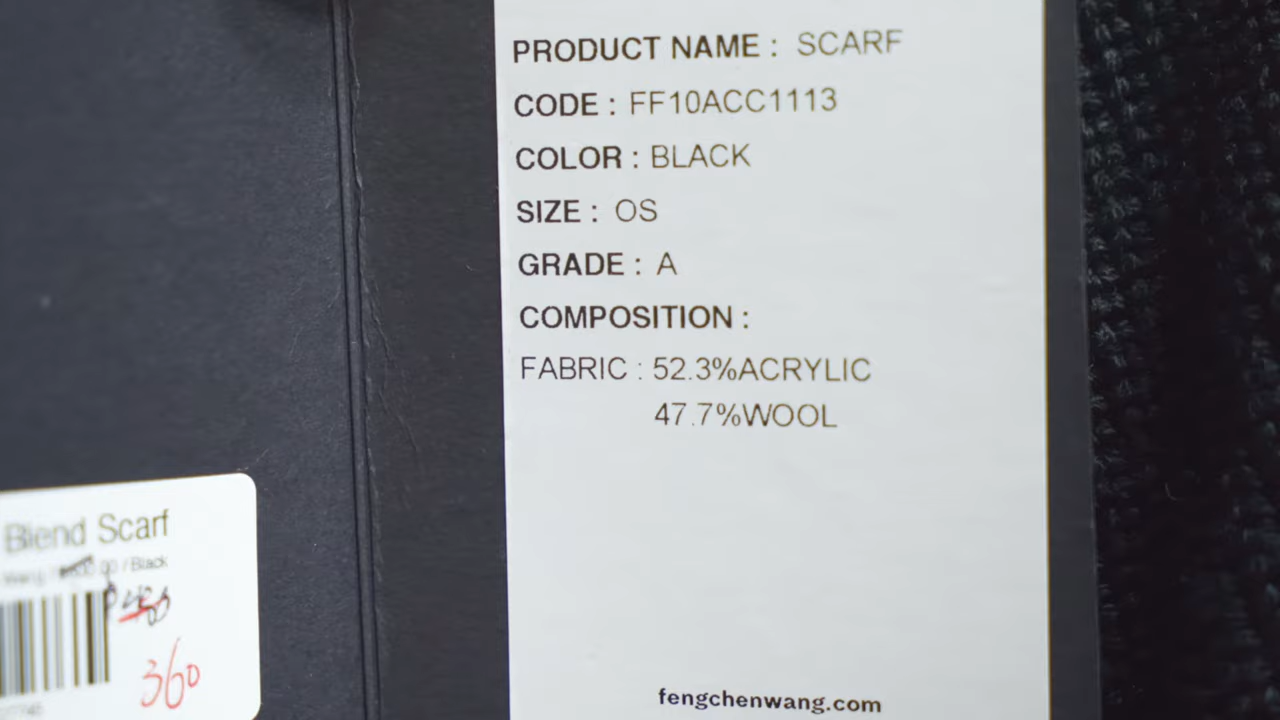 PRODUCT NAME : SCARF
CODE : FF10ACC1113
COLOR : BLACK
SIZE : OS
GRADE : A
COMPOSITION :
FABRIC : 52.3%ACRYLIC
47.7%WOOL
fengchenwang.com
Blend Scarf
/ Black
360